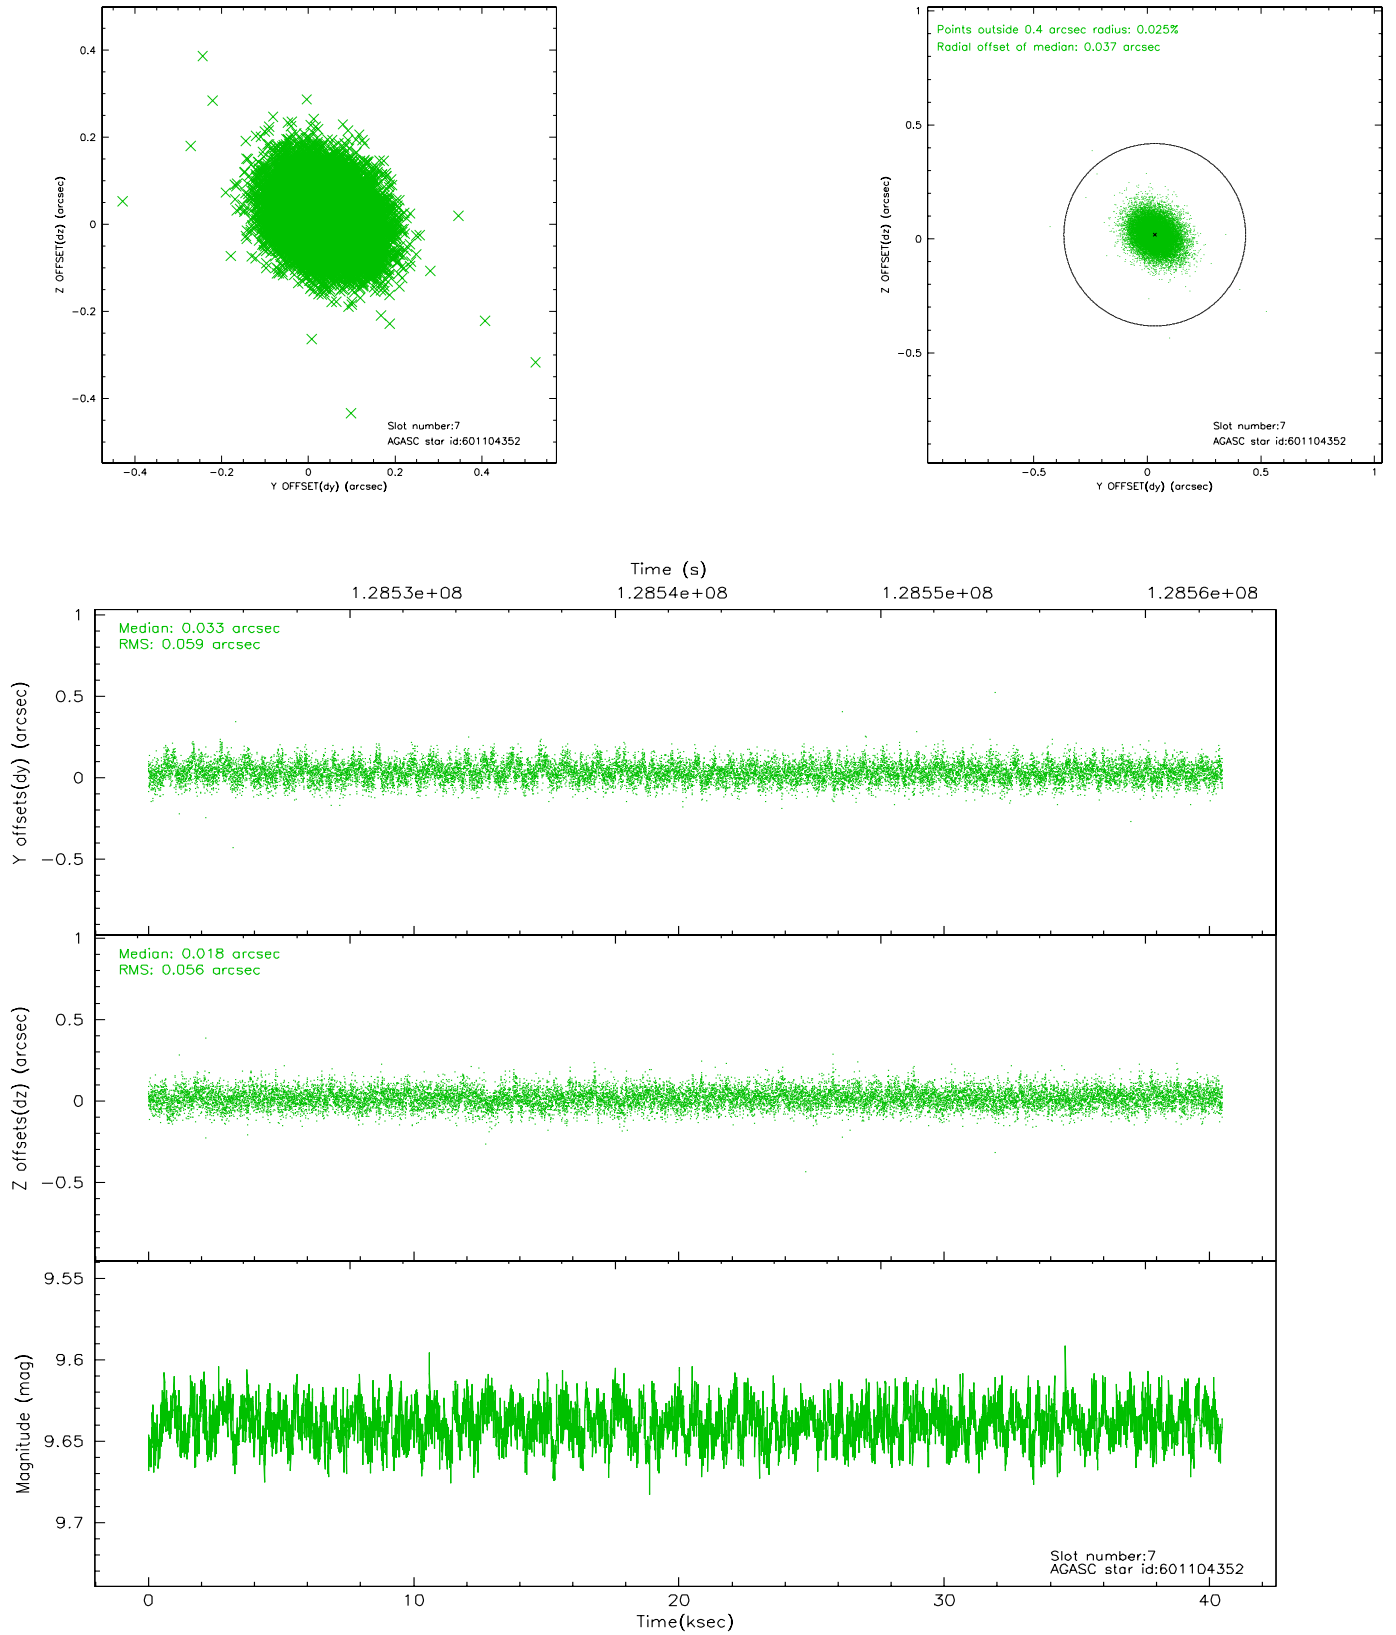 0.4
0.2
0
-0.2
-0.4
Z OFFSET(dz) (arcsec)
-0.4 -0.2 0 0.2 0.4
Y OFFSET(dy) (arcsec)
Slot number:7
AGASC star id:601104352
Points outside 0.4 arcsec radius: 0.025%
Radial offset of median: 0.037 arcsec
1
0.5
0
-0.5
Z OFFSET(dz) (arcsec)
-0.5 0 0.5 1
Y OFFSET(dy) (arcsec)
Slot number:7
AGASC star id:601104352
Time (s)
1.2853e+08 1.2854e+08 1.2855e+08 1.2856e+08
Median: 0.033 arcsec
RMS: 0.059 arcsec
1
0.5
0
-0.5
Y offsets(dy) (arcsec)
Median: 0.018 arcsec
RMS: 0.056 arcsec
1
0.5
0
-0.5
Z offsets(dz) (arcsec)
9.55
9.6
9.65
9.7
Magnitude (mag)
Slot number:7
AGASC star id:601104352
0 10 20 30 40
Time(ksec)